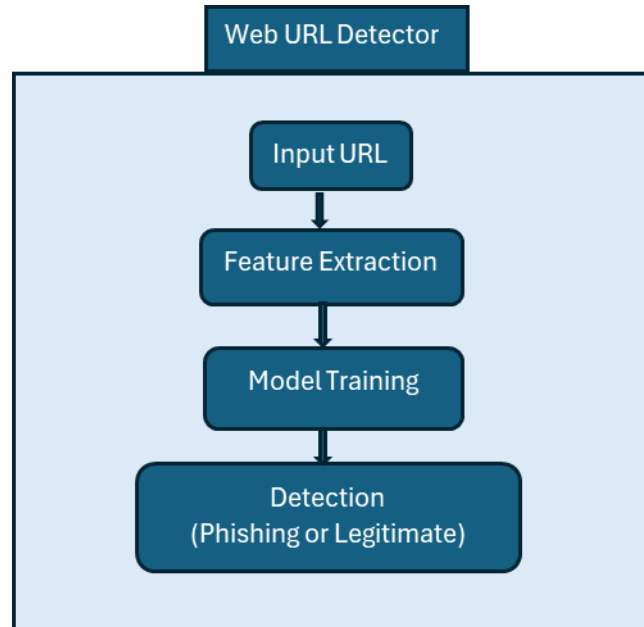 Web URL Detector
Input URL
Feature Extraction
Model Training
Detection
(Phishing or Legitimate)